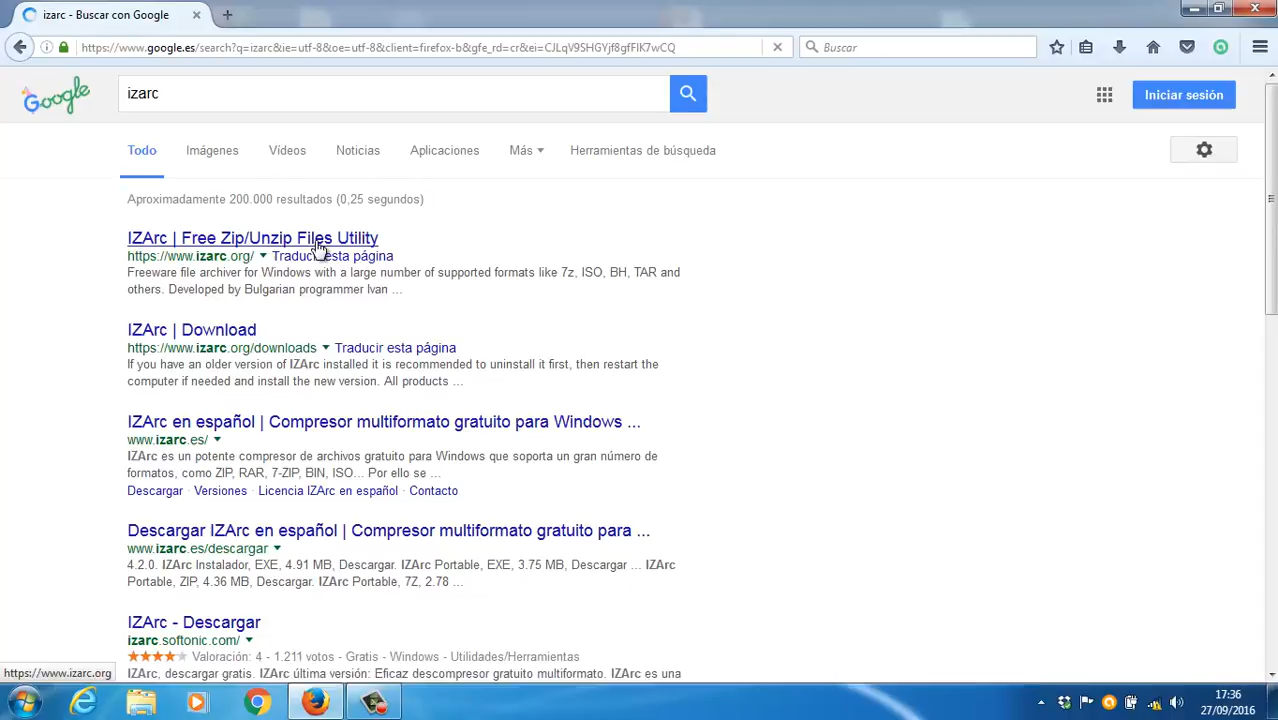 izarc - Buscar con Google
https://www.google.es/search?q=izarc&ie=utf-8&oe=utf-8&client=firefox-b&gfe_rd=cr&ei=CJLqV9SHGYjf8gfFIK7wCQ
Buscar
Google
izarc
Iniciar sesión
Todo Imágenes Vídeos Noticias Aplicaciones Más Herramientas de búsqueda
Aproximadamente 200.000 resultados (0,25 segundos)
IZArc | Free Zip/Unzip Files Utility
https://www.izarc.org/ Traducir esta página
Freeware file archiver for Windows with a large number of supported formats like 7z, ISO, BH, TAR and
others. Developed by Bulgarian programmer Ivan ...
IZArc | Download
https://www.izarc.org/downloads Traducir esta página
If you have an older version of IZArc installed it is recommended to uninstall it first, then restart the
computer if needed and install the new version. All products ...
IZArc en español | Compresor multiformato gratuito para Windows ...
www.izarc.es/
IZArc es un potente compresor de archivos gratuito para Windows que soporta un gran número de
formatos, como ZIP, RAR, 7-ZIP, BIN, ISO... Por ello se ...
Descargar · Versiones · Licencia IZArc en español · Contacto
Descargar IZArc en español | Compresor multiformato gratuito para ...
www.izarc.es/descargar
4.2.0. IZArc Instalador, EXE, 4.91 MB, Descargar. IZArc Portable, EXE, 3.75 MB, Descargar ... IZArc
Portable, ZIP, 4.36 MB, Descargar. IZArc Portable, 7Z, 2.78 ...
IZArc - Descargar
izarc.softonic.com/
Valoración: 4 - 1.211 votos - Gratis - Windows - Utilidades/Herramientas
IZArc, descargar gratis. IZArc última versión: Eficaz descompresor gratuito multiformato. IZArc es una
https://www.izarc.org
17:36
27/09/2016